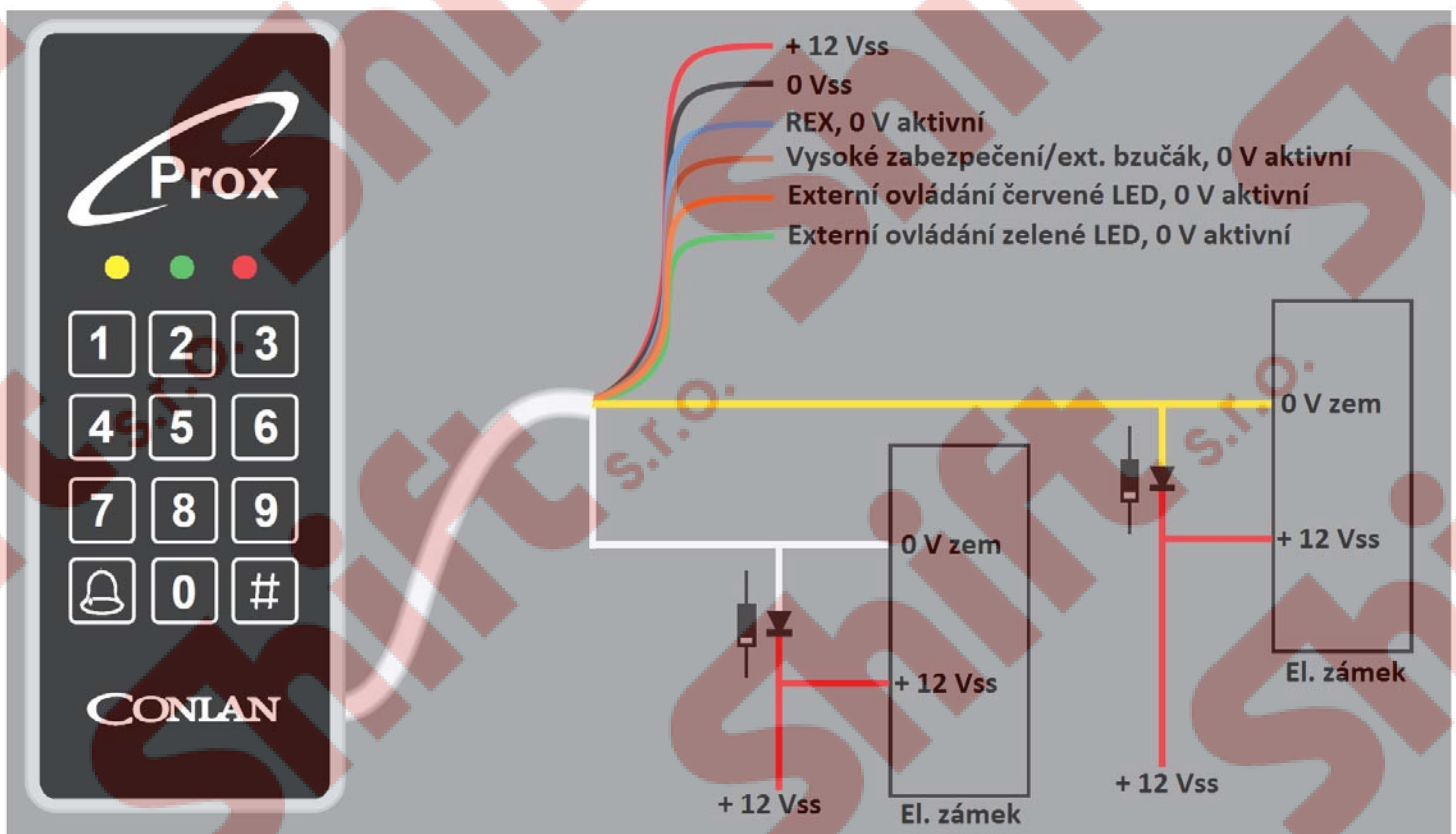 + 12 Vss
0 Vss
REX, 0 V aktivní
Vysoké zabezpečení/ext. bzučák, 0 V aktivní
Externí ovládání červené LED, 0 V aktivní
Externí ovládání zelené LED, 0 V aktivní
Prox
1 2 3
4 5 6
7 8 9
0 #
CONLAN
0 V zem
+ 12 Vss
El. zámek
+ 12 Vss
0 V zem
+ 12 Vss
El. zámek
+ 12 Vss
Shift
s.r.o.
Shift
s.r.o.
Shift
s.r.o.